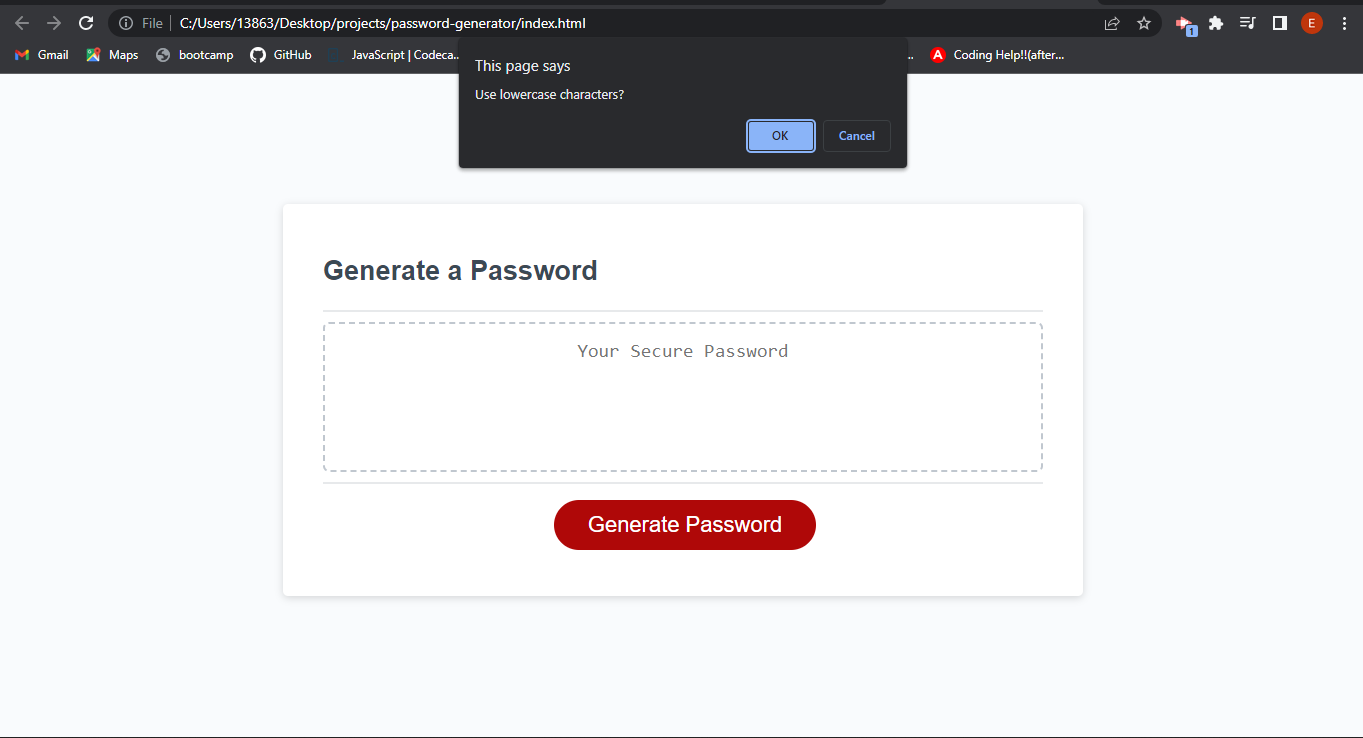 File C:/Users/13863/Desktop/projects/password-generator/index.html
1
E
Gmail Maps bootcamp GitHub JavaScript | Codeca... ... A Coding Help!!(after...
This page says
Use lowercase characters?
OK Cancel
Generate a Password
Your Secure Password
Generate Password